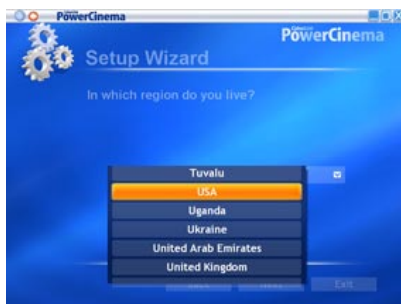 PowerCinema
PowerCinema
Setup Wizard
In which region do you live?
Tuvalu
USA
Uganda
Ukraine
United Arab Emirates
United Kingdom
Exit